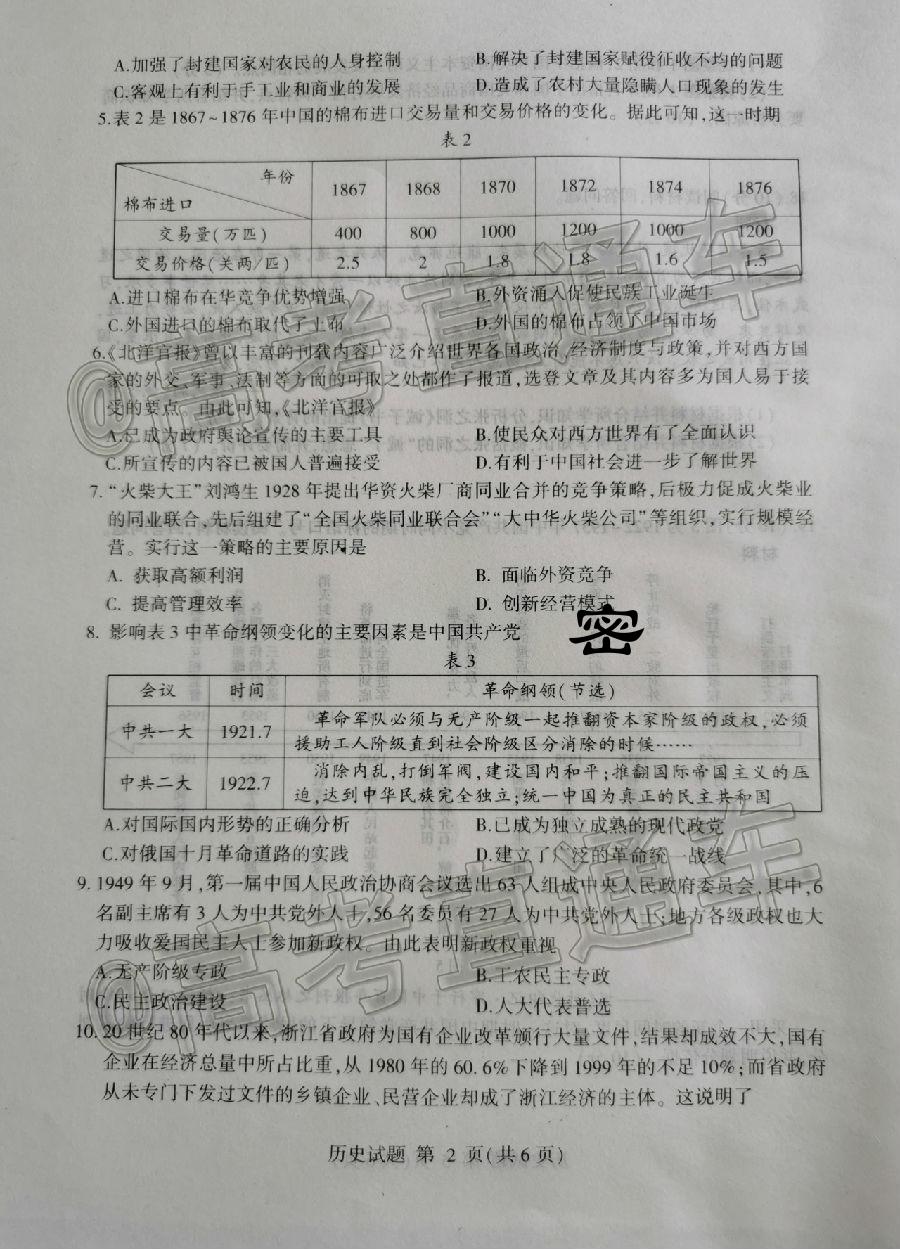 A.加强了封建国家对农民的人身控制 B.解决了封建国家赋役征收不均的问题
C.客观上有利于手工业和商业的发展 D.造成了农村大量隐瞒人口现象的发生
5.表2是1867~1876年中国的棉布进口交易量和交易价格的变化。据此可知,这一时期
表2
年份 棉布进口 1867 1868 1870 1872 1874 1876
交易量(万匹) 400 800 1000 1200 1000 1200
交易价格(关两/匹) 2.5 2 1.8 1.8 1.6 1.5
A.进口棉布在华竞争优势增强 B.外资涌入促使民族工业诞生
C.外国进口的棉布取代了土布 D.外国的棉布占领了中国市场
6.《北洋官报》曾以丰富的刊载内容广泛介绍世界各国政治、经济制度与政策,并对西方国
家的外交、军事、法制等方面的可取之处都作了报道,选登文章及其内容多为国人易于接
受的要点。由此可知,《北洋官报》
A.已成为政府舆论宣传的主要工具 B.使民众对西方世界有了全面认识
C.所宣传的内容已被国人普遍接受 D.有利于中国社会进一步了解世界
7.“火柴大王”刘鸿生1928年提出华资火柴厂商同业合并的竞争策略,后极力促成火柴业
的同业联合,先后组建了“全国火柴同业联合会”“大中华火柴公司”等组织,实行规模经
营。实行这一策略的主要原因是
A. 获取高额利润 B. 面临外资竞争
C. 提高管理效率 D. 创新经营模式
密
8. 影响表3中革命纲领变化的主要因素是中国共产党
表3
会议 时间 革命纲领(节选)
中共一大 1921.7 革命军队必须与无产阶级一起推翻资本家阶级的政权,必须
援助工人阶级直到社会阶级区分消除的时候……
中共二大 1922.7 消除内乱,打倒军阀,建设国内和平;推翻国际帝国主义的压
迫,达到中华民族完全独立;统一中国为真正的民主共和国
A.对国际国内形势的正确分析 B.已成为独立成熟的现代政党
C.对俄国十月革命道路的实践 D.建立了广泛的革命统一战线
9.1949年9月,第一届中国人民政治协商会议选出63人组成中央人民政府委员会,其中,6
名副主席有3人为中共党外人士,56名委员有27人为中共党外人士;地方各级政权也大
力吸收爱国民主人士参加新政权。由此表明新政权重视
A.无产阶级专政 B.工农民主专政
C.民主政治建设 D.人大代表普选
10.20世纪80年代以来,浙江省政府为国有企业改革颁行大量文件,结果却成效不大,国有
企业在经济总量中所占比重,从1980年的60.6%下降到1999年的不足10%;而省政府
从未专门下发过文件的乡镇企业、民营企业却成了浙江经济的主体。这说明了
历史试题 第 2 页(共6页)
@高考直通车
@高考直通车